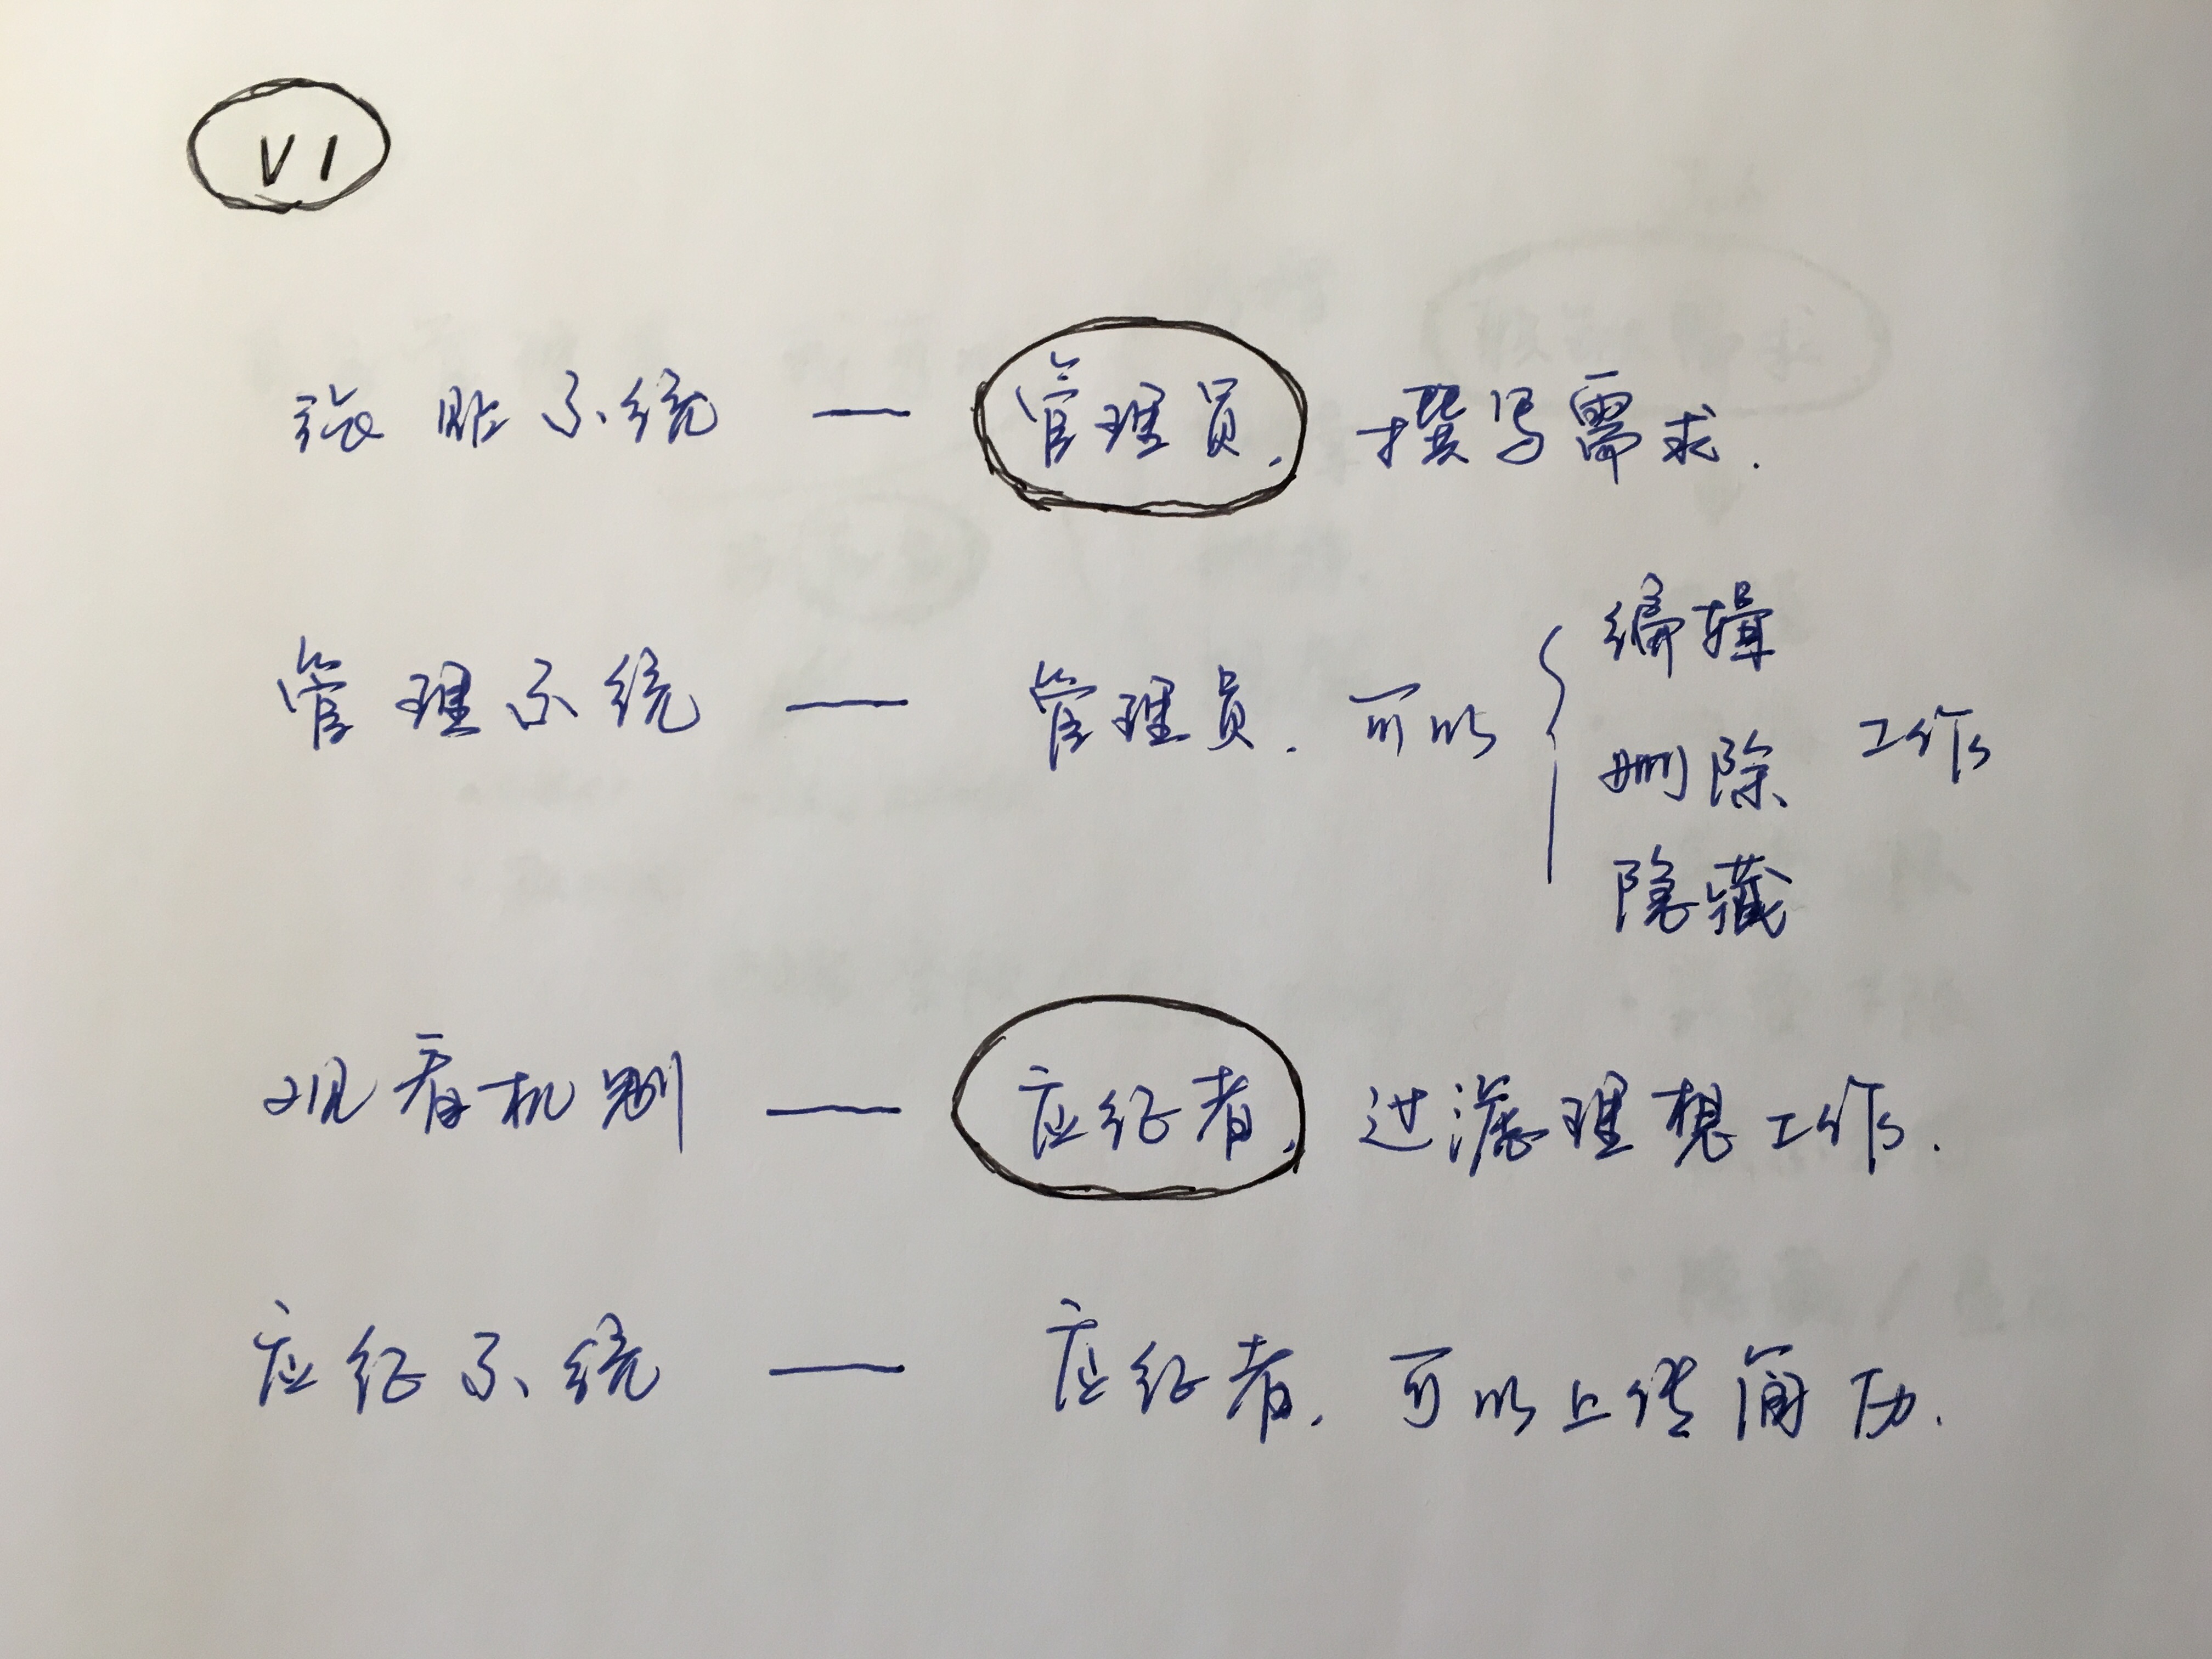 V1
张贴系统 — 管理员, 撰写需求.
管理系统 — 管理员. 可以 { 编辑
删除 工作
隐藏
观看机制 — 应征者, 过滤理想工作.
应征系统 — 应征者, 可以上传简历.